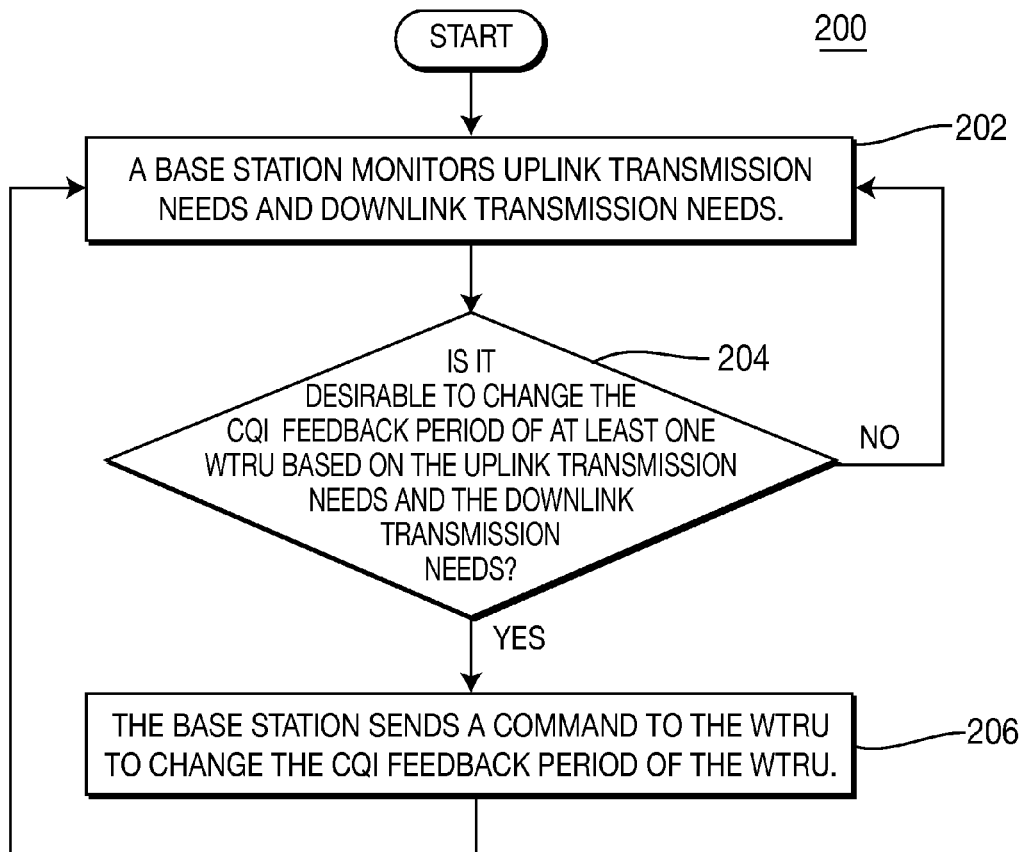 START
200
202
A BASE STATION MONITORS UPLINK TRANSMISSION
NEEDS AND DOWNLINK TRANSMISSION NEEDS.
204
IS IT
DESIRABLE TO CHANGE THE
CQI FEEDBACK PERIOD OF AT LEAST ONE
WTRU BASED ON THE UPLINK TRANSMISSION
NEEDS AND THE DOWNLINK
TRANSMISSION
NEEDS?
NO
YES
THE BASE STATION SENDS A COMMAND TO THE WTRU
TO CHANGE THE CQI FEEDBACK PERIOD OF THE WTRU.
206